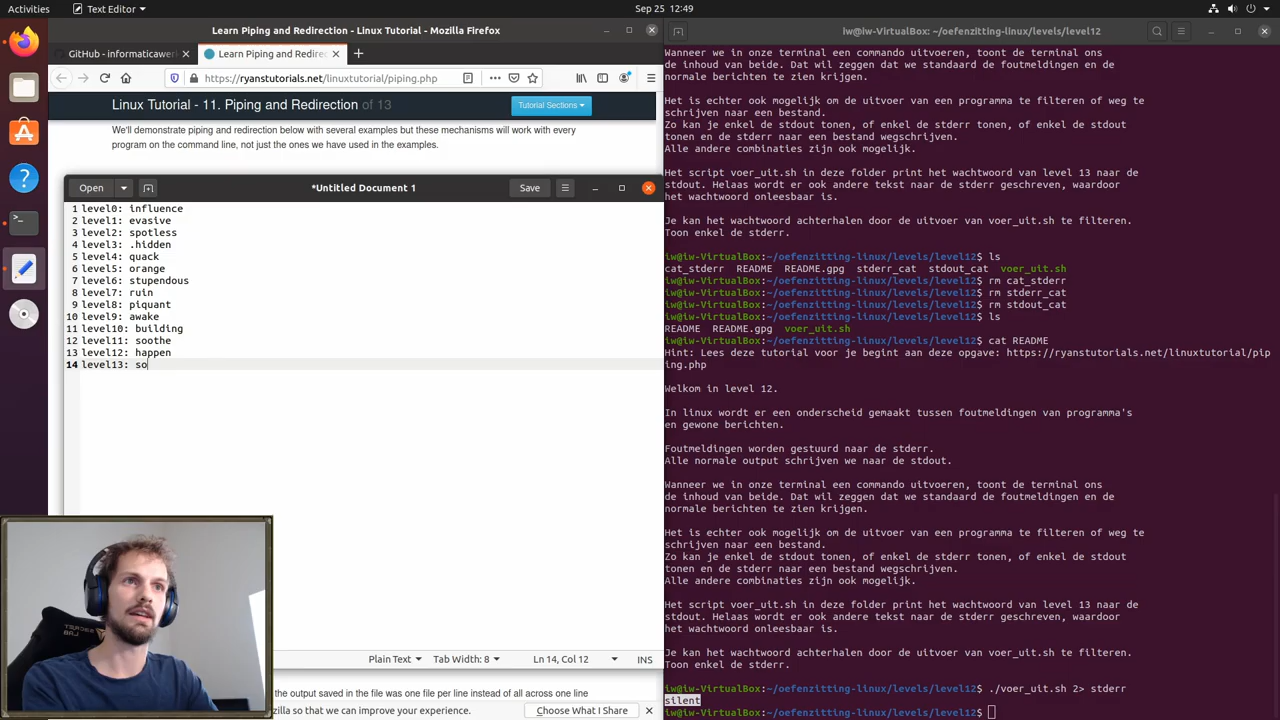 Activities
Text Editor
Sep 25 12:49
Learn Piping and Redirection - Linux Tutorial - Mozilla Firefox
GitHub - informaticawer
Learn Piping and Redirec
https://ryanstutorials.net/linuxtutorial/piping.php
Linux Tutorial - 11. Piping and Redirection of 13
Tutorial Sections
We'll demonstrate piping and redirection below with several examples but these mechanisms will work with every
program on the command line, not just the ones we have used in the examples.
Open
*Untitled Document 1
Save
1 level0: influence
2 level1: evasive
3 level2: spotless
4 level3: .hidden
5 level4: quack
6 level5: orange
7 level6: stupendous
8 level7: ruin
9 level8: piquant
10 level9: awake
11 level10: building
12 level11: soothe
13 level12: happen
14 level13: so
Plain Text
Tab Width: 8
Ln 14, Col 12
INS
the output saved in the file was one file per line instead of all across one line
zilla so that we can improve your experience.
Choose What I Share
iw@iw-VirtualBox: ~/oefenzitting-linux/levels/level12
Wanneer we in onze terminal een commando uitvoeren, toont de terminal ons
de inhoud van beide. Dat wil zeggen dat we standaard de foutmeldingen en de
normale berichten te zien krijgen.
Het is echter ook mogelijk om de uitvoer van een programma te filteren of weg te
schrijven naar een bestand.
Zo kan je enkel de stdout tonen, of enkel de stderr tonen, of enkel de stdout
tonen en de stderr naar een bestand wegschrijven.
Alle andere combinaties zijn ook mogelijk.
Het script voer_uit.sh in deze folder print het wachtwoord van level 13 naar de
stdout. Helaas wordt er ook andere tekst naar de stderr geschreven, waardoor
het wachtwoord onleesbaar is.
Je kan het wachtwoord achterhalen door de uitvoer van voer_uit.sh te filteren.
Toon enkel de stderr.
iw@iw-VirtualBox:~/oefenzitting-linux/levels/level12$ ls
cat_stderr README README.gpg stderr_cat stdout_cat voer_uit.sh
iw@iw-VirtualBox:~/oefenzitting-linux/levels/level12$ rm cat_stderr
iw@iw-VirtualBox:~/oefenzitting-linux/levels/level12$ rm stderr_cat
iw@iw-VirtualBox:~/oefenzitting-linux/levels/level12$ rm stdout_cat
iw@iw-VirtualBox:~/oefenzitting-linux/levels/level12$ ls
README README.gpg voer_uit.sh
iw@iw-VirtualBox:~/oefenzitting-linux/levels/level12$ cat README
Hint: Lees deze tutorial voor je begint aan deze opgave: https://ryanstutorials.net/linuxtutorial/pip
ing.php
Welkom in level 12.
In linux wordt er een onderscheid gemaakt tussen foutmeldingen van programma's
en gewone berichten.
Foutmeldingen worden gestuurd naar de stderr.
Alle normale output schrijven we naar de stdout.
Wanneer we in onze terminal een commando uitvoeren, toont de terminal ons
de inhoud van beide. Dat wil zeggen dat we standaard de foutmeldingen en de
normale berichten te zien krijgen.
Het is echter ook mogelijk om de uitvoer van een programma te filteren of weg te
schrijven naar een bestand.
Zo kan je enkel de stdout tonen, of enkel de stderr tonen, of enkel de stdout
tonen en de stderr naar een bestand wegschrijven.
Alle andere combinaties zijn ook mogelijk.
Het script voer_uit.sh in deze folder print het wachtwoord van level 13 naar de
stdout. Helaas wordt er ook andere tekst naar de stderr geschreven, waardoor
het wachtwoord onleesbaar is.
Je kan het wachtwoord achterhalen door de uitvoer van voer_uit.sh te filteren.
Toon enkel de stderr.
iw@iw-VirtualBox:~/oefenzitting-linux/levels/level12$ ./voer_uit.sh 2> stderr
silent
iw@iw-VirtualBox:~/oefenzitting-linux/levels/level12$